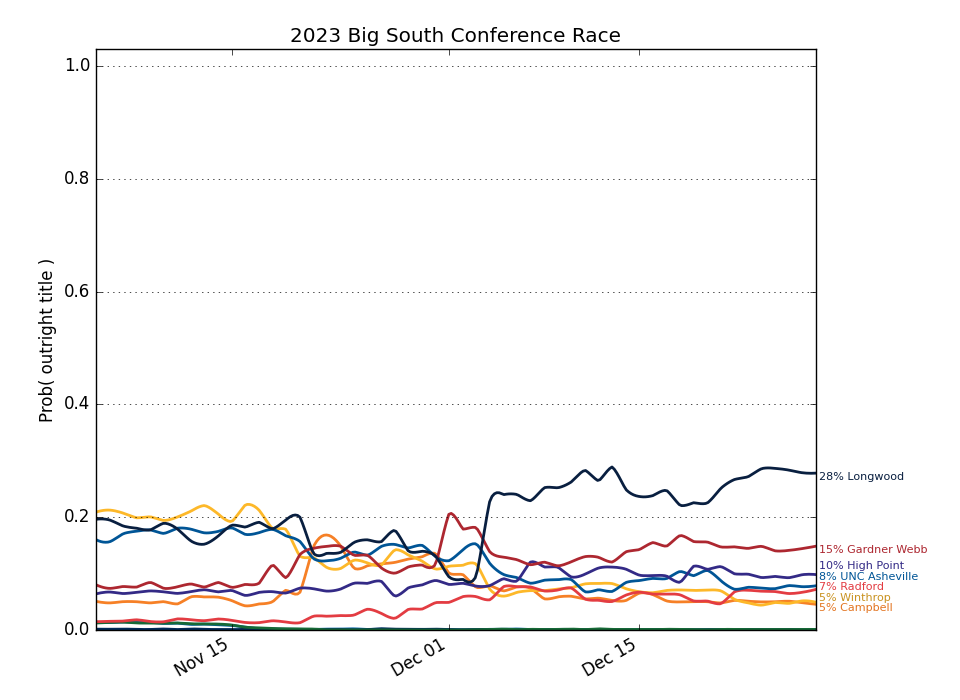 2023 Big South Conference Race
Prob( outright title )
1.0
0.8
0.6
0.4
0.2
0.0
28% Longwood
15% Gardner Webb
10% High Point
8% UNC Asheville
7% Radford
5% Winthrop
5% Campbell
Nov 15
Dec 01
Dec 15